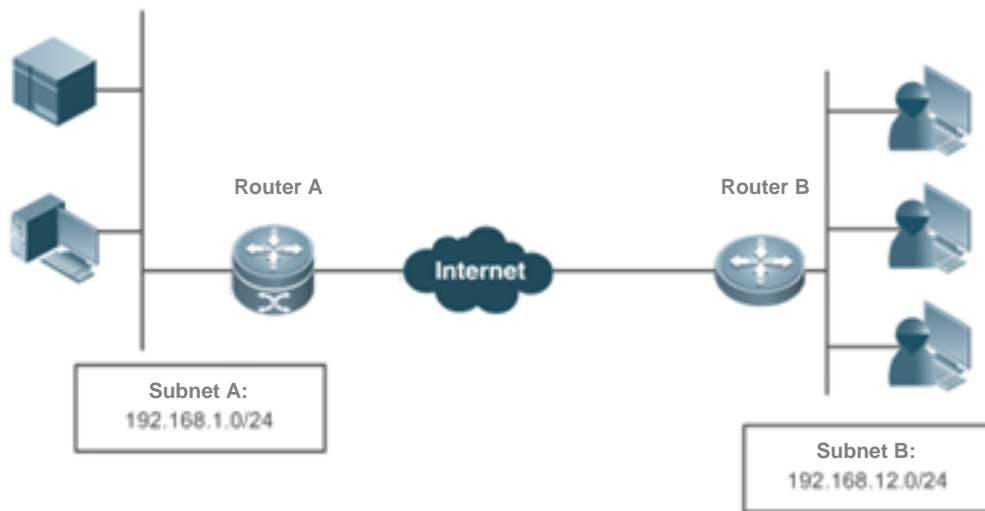 Router A
Router B
Internet
Subnet A:
192.168.1.0/24
Subnet B:
192.168.12.0/24